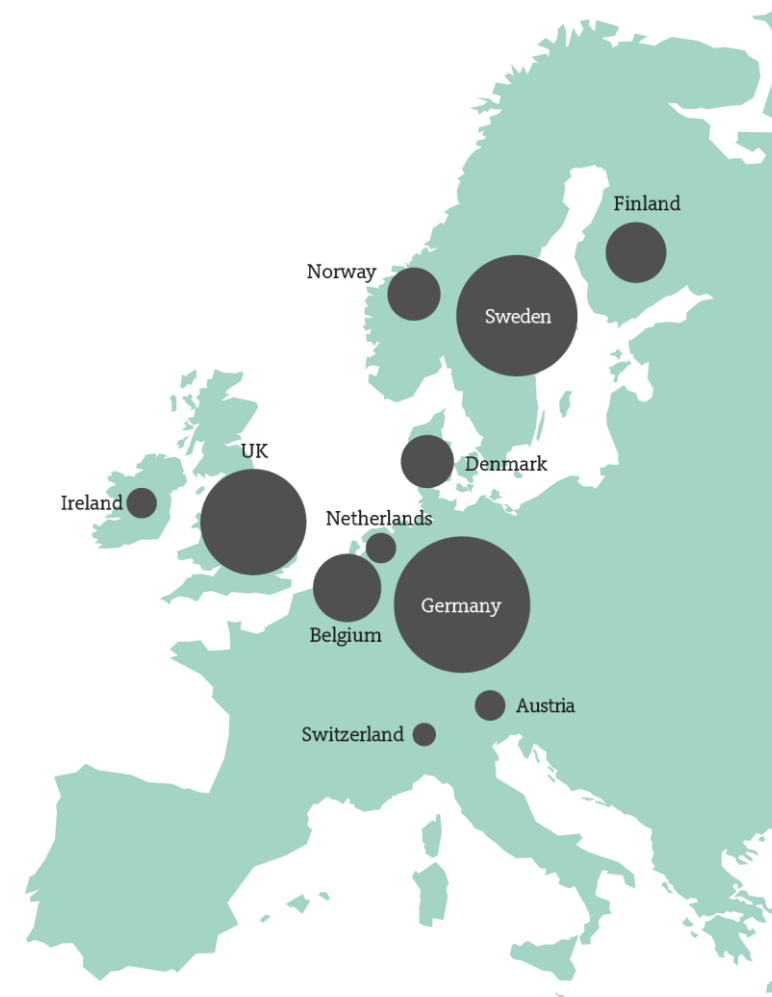 Finland
Norway
Sweden
UK
Denmark
Ireland
Netherlands
Germany
Belgium
Austria
Switzerland